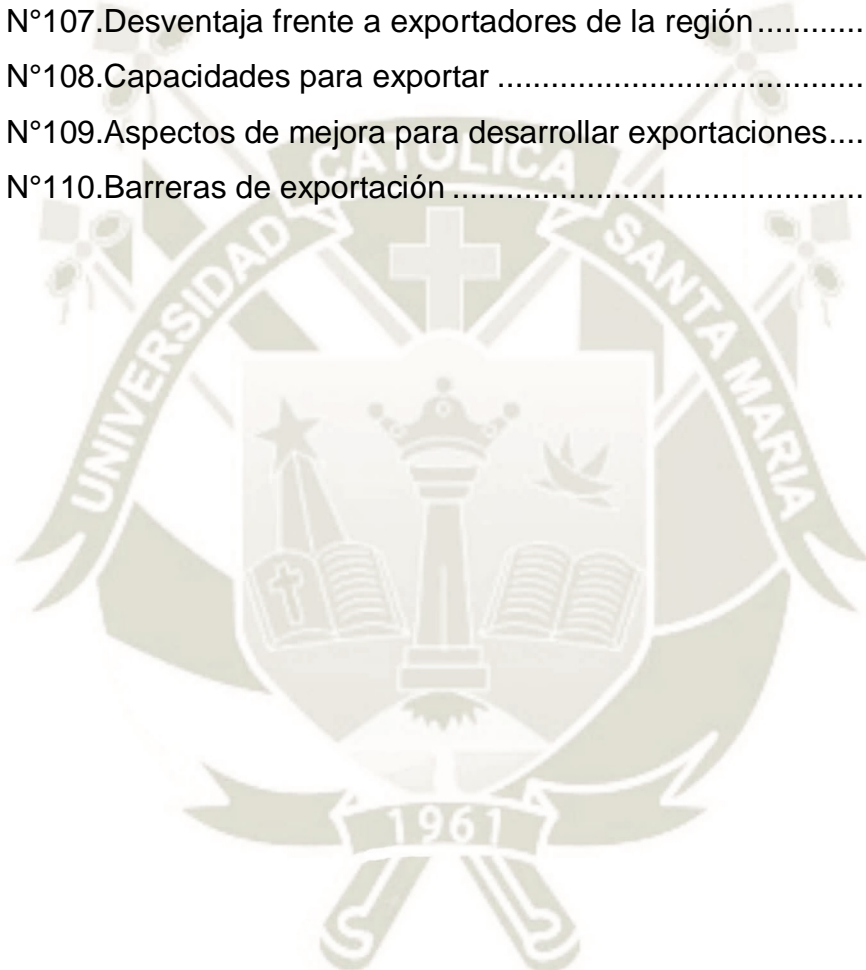 N°107.Desventaja frente a exportadores de la región............
N°108.Capacidades para exportar .......................................
N°109.Aspectos de mejora para desarrollar exportaciones....
N°110.Barreras de exportación ...........................................
UNIVERSIDAD CATOLICA SANTA MARIA
1961